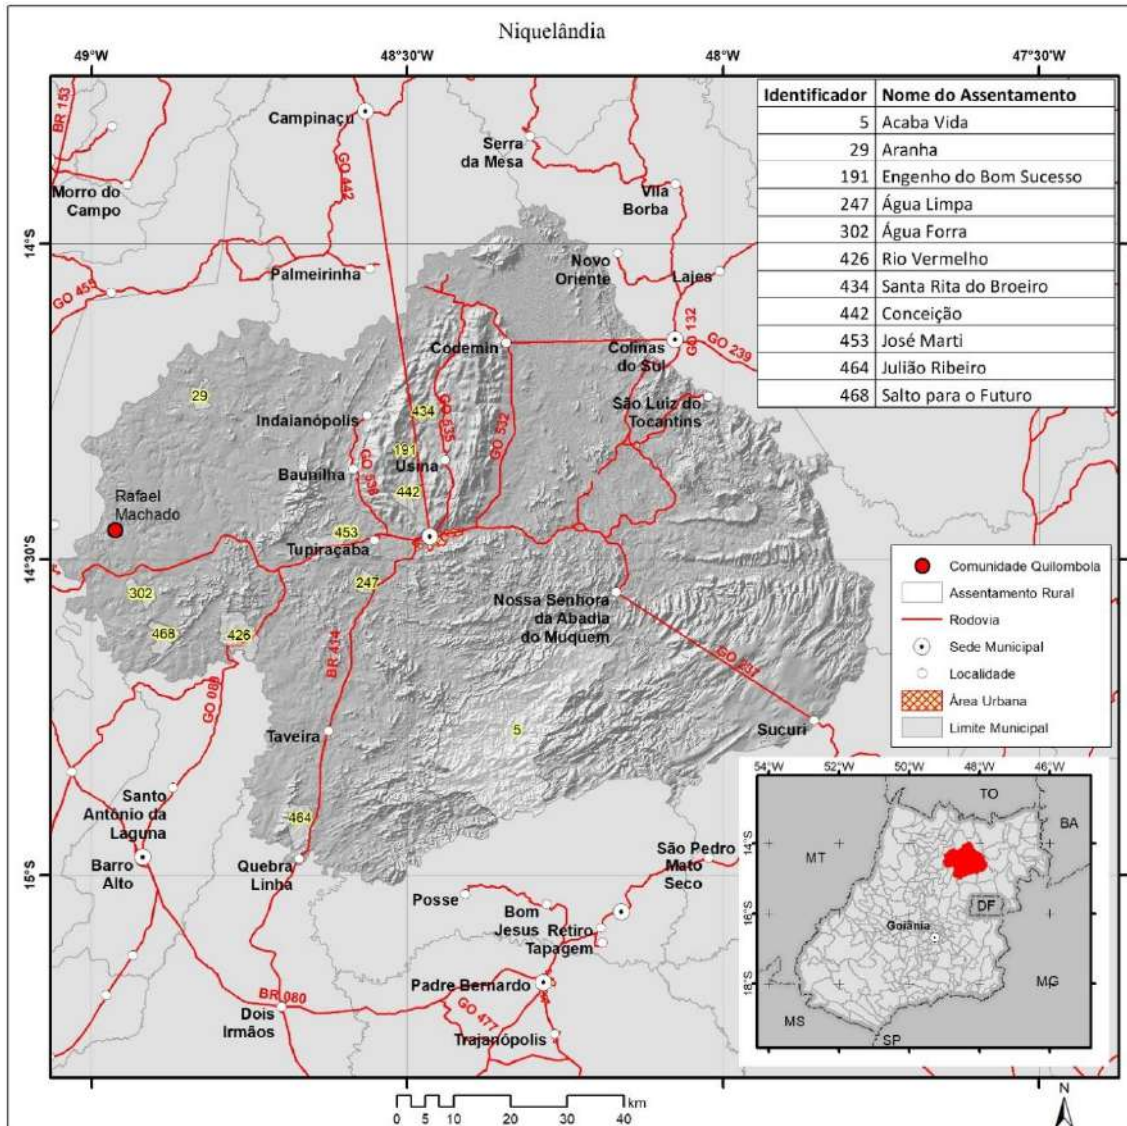 Niquelândia
49°W
48°30'W
48°W
47°30'W
Identificador Nome do Assentamento
5 Acaba Vida
29 Aranha
191 Engenho do Bom Sucesso
247 Água Limpa
302 Água Forra
426 Rio Vermelho
434 Santa Rita do Broeiro
442 Conceição
453 José Marti
464 Julião Ribeiro
468 Salto para o Futuro
BR 153
Campinaçu
Serra
da Mesa
GO 442
Morro do
Campo
Vila
Borba
14°S
Novo
Oriente
Lajes
Palmeirinha
GO 455
GO 132
Codemin
Colinas
do Sul
GO 239
29
Indaianópolis
434
GO 535
GO 532
São Luiz do
Tocantins
191
Usina
Baunilha
GO 538
442
Rafael
Machado
453
Tupiraçaba
14°30'S
247
302
Nossa Senhora
da Abadia
do Muquem
468
426
BR 414
GO 237
GO 080
Taveira
5
Sucuri
Santo
Antônio da
Laguna
464
Barro
Alto
Quebra
Linha
15°S
São Pedro
Mato
Seco
Posse
Bom
Jesus Retiro
Tapagem
Padre Bernardo
BR 080
GO 477
Dois
Irmãos
Trajanópolis
Comunidade Quilombola
Assentamento Rural
Rodovia
Sede Municipal
Localidade
Área Urbana
Limite Municipal
54°W
52°W
50°W
48°W
46°W
TO
BA
MT
14°S
DF
16°S
Goiânia
18°S
MG
MS
SP
0 5 10 20 30 40 km
N